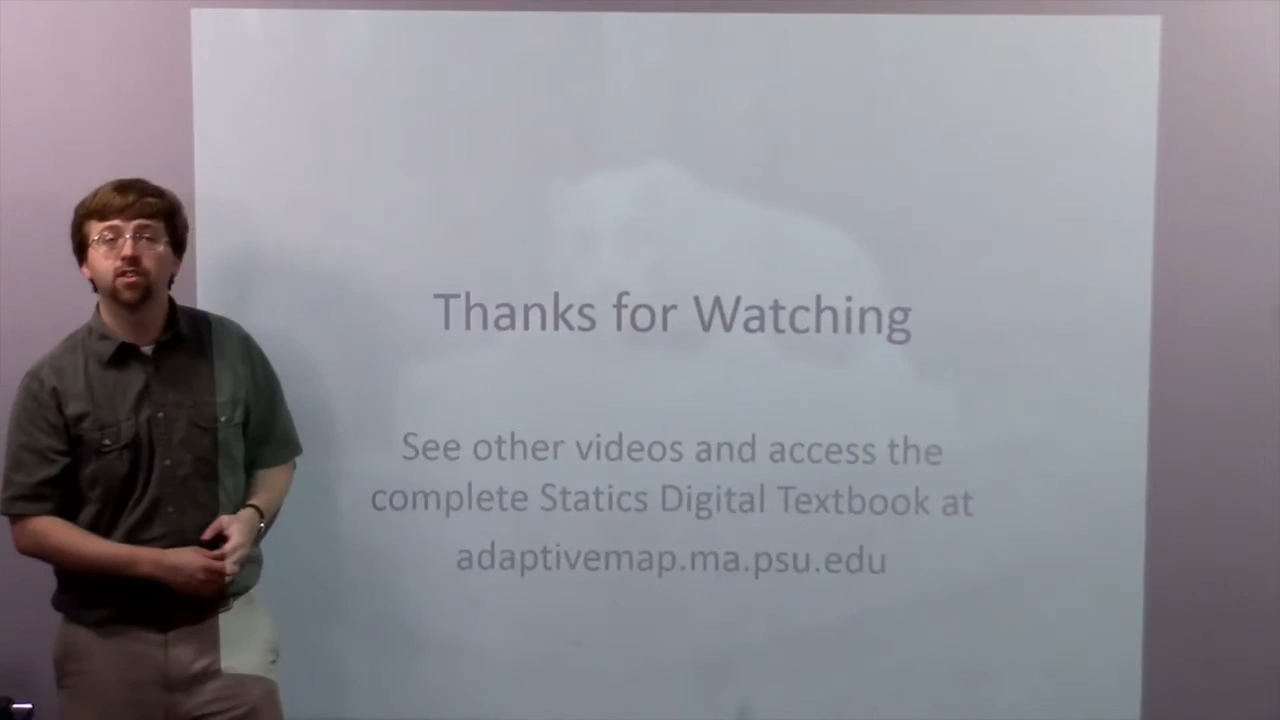 Thanks for Watching
See other videos and access the
complete Statics Digital Textbook at
adaptivemap.ma.psu.edu